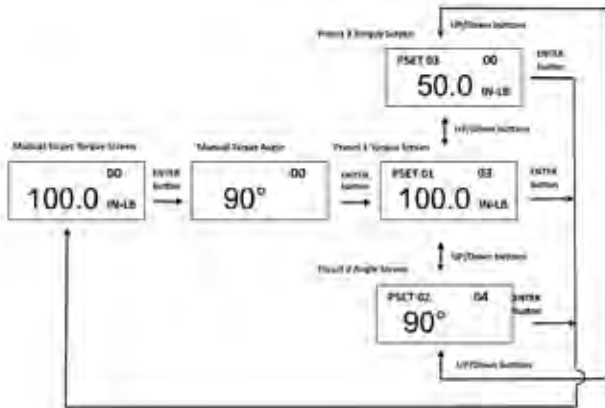 UP/Down buttons
Preset 3 Torque Screen
ENTER
button
PSET 03 00
50.0 IN-LB
UP/Down buttons
Manual Target Torque Screen
Manual Target Angle
Preset 1 Torque Screen
00
100.0 IN-LB
ENTER
button
00
90°
ENTER
button
PSET 01 03
100.0 IN-LB
ENTER
button
UP/Down buttons
Preset 2 Angle Screen
PSET 02 04
90°
ENTER
button
UP/Down buttons